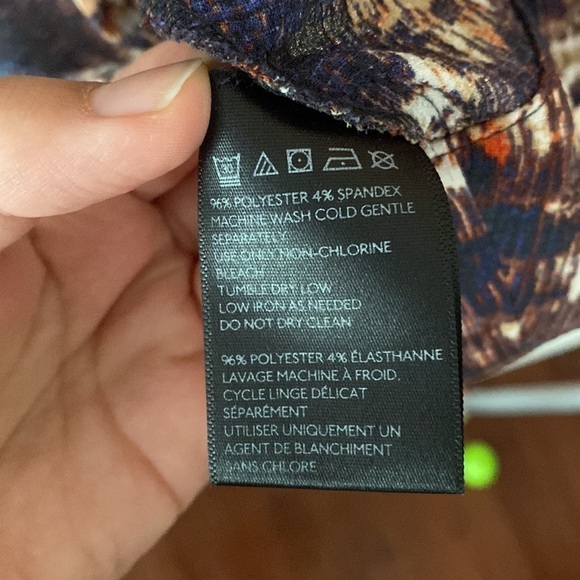 30
96% POLYESTER 4% SPANDEX
MACHINE WASH COLD GENTLE
SEPARATELY
USE ONLY NON-CHLORINE
BLEACH
TUMBLE DRY LOW
LOW IRON AS NEEDED
DO NOT DRY CLEAN
96% POLYESTER 4% ÉLASTHANNE
LAVAGE MACHINE À FROID,
CYCLE LINGE DÉLICAT
SÉPARÉMENT
UTILISER UNIQUEMENT UN
AGENT DE BLANCHIMENT
SANS CHLORE